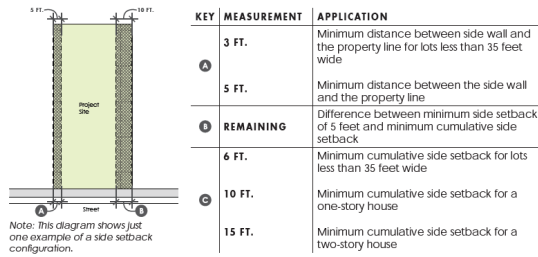 5 FT.
10 FT.
Project
Site
A
Street
B
Note: This diagram shows just
one example of a side setback
configuration.
KEY MEASUREMENT APPLICATION
A
3 FT.
Minimum distance between side wall and
the property line for lots less than 35 feet
wide
5 FT.
Minimum distance between the side wall
and the property line
B
REMAINING
Difference between minimum side setback
of 5 feet and minimum cumulative side
setback
C
6 FT.
Minimum cumulative side setback for lots
less than 35 feet wide
10 FT.
Minimum cumulative side setback for a
one-story house
15 FT.
Minimum cumulative side setback for a
two-story house